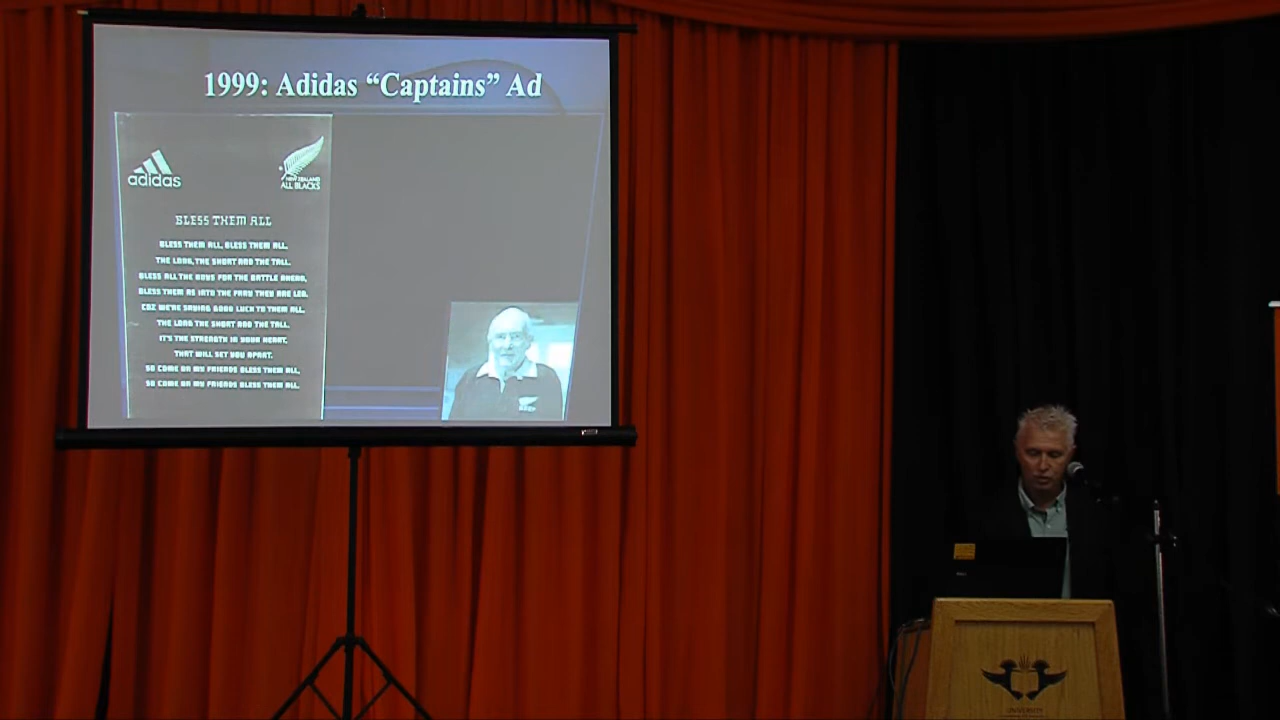 1999: Adidas “Captains” Ad
adidas
NEW ZEALAND
ALL BLACKS
BLESS THEM ALL
BLESS THEM ALL, BLESS THEM ALL.
THE LONG, THE SHORT AND THE TALL.
BLESS ALL THE BOYS FOR THE BATTLE AHEAD,
BLESS THEM AS INTO THE FRAY THEY ARE LED,
COZ WE'RE SAYING GOOD LUCK TO THEM ALL.
THE LONG THE SHORT AND THE TALL.
IT'S THE STRENGTH IN YOUR HEART,
THAT WILL SET YOU APART.
SO COME ON MY FRIENDS BLESS THEM ALL,
SO COME ON MY FRIENDS BLESS THEM ALL.
UNIVERSITY